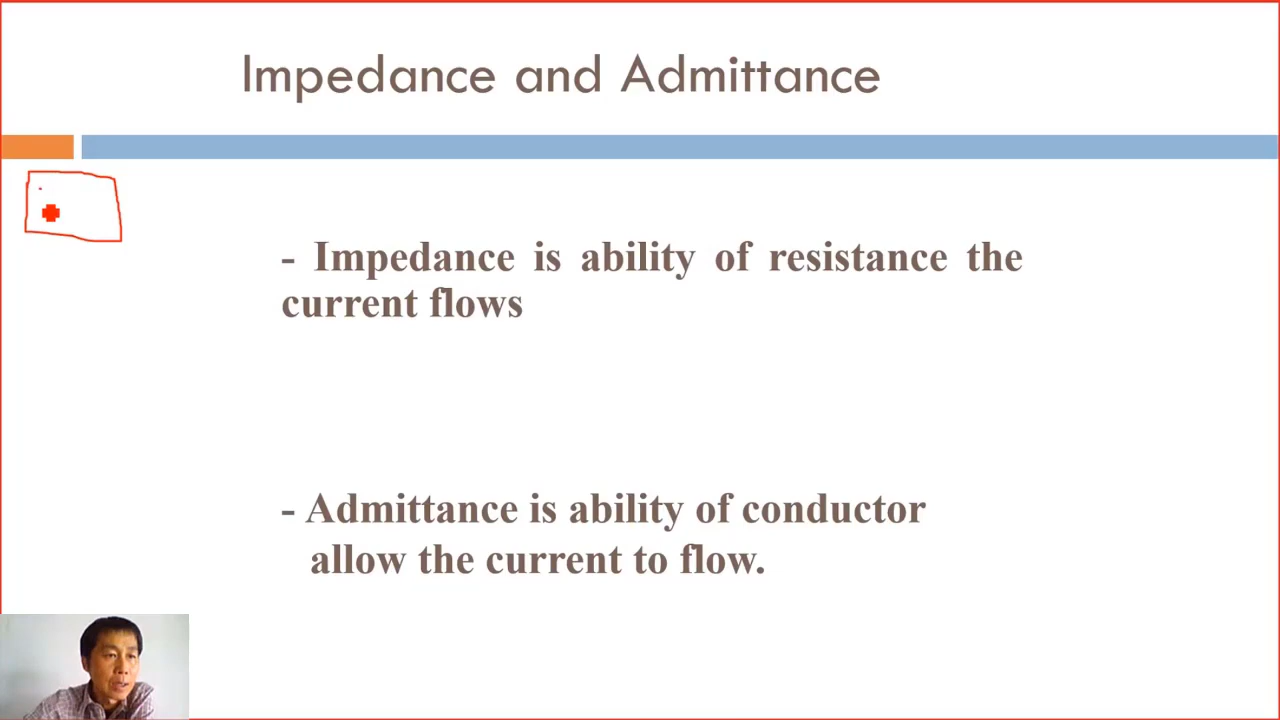 Impedance and Admittance
- Impedance is ability of resistance the
current flows
- Admittance is ability of conductor
allow the current to flow.